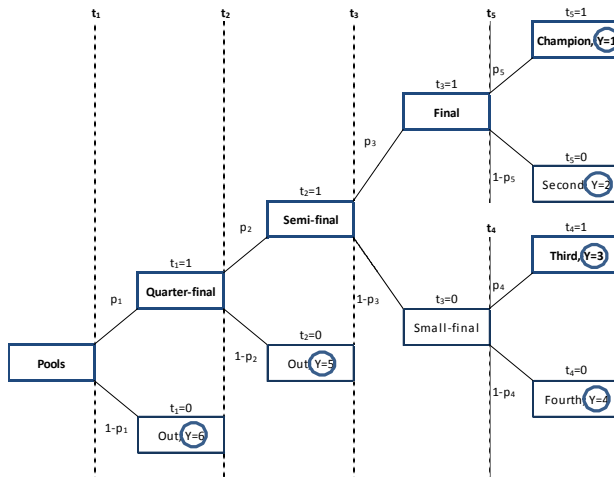 t₁
t₂
t₃
t₅
t₅=1
Champion, Y=1
p₅
t₃=1
Final
p₃
t₅=0
1-p₅
Second, Y=2
t₂=1
Semi-final
p₂
t₄
t₄=1
Third, Y=3
t₁=1
Quarter-final
p₁
1-p₃
t₃=0
Small-final
p₄
t₂=0
Out, Y=5
1-p₂
Pools
t₄=0
1-p₄
Fourth, Y=4
t₁=0
1-p₁
Out, Y=6